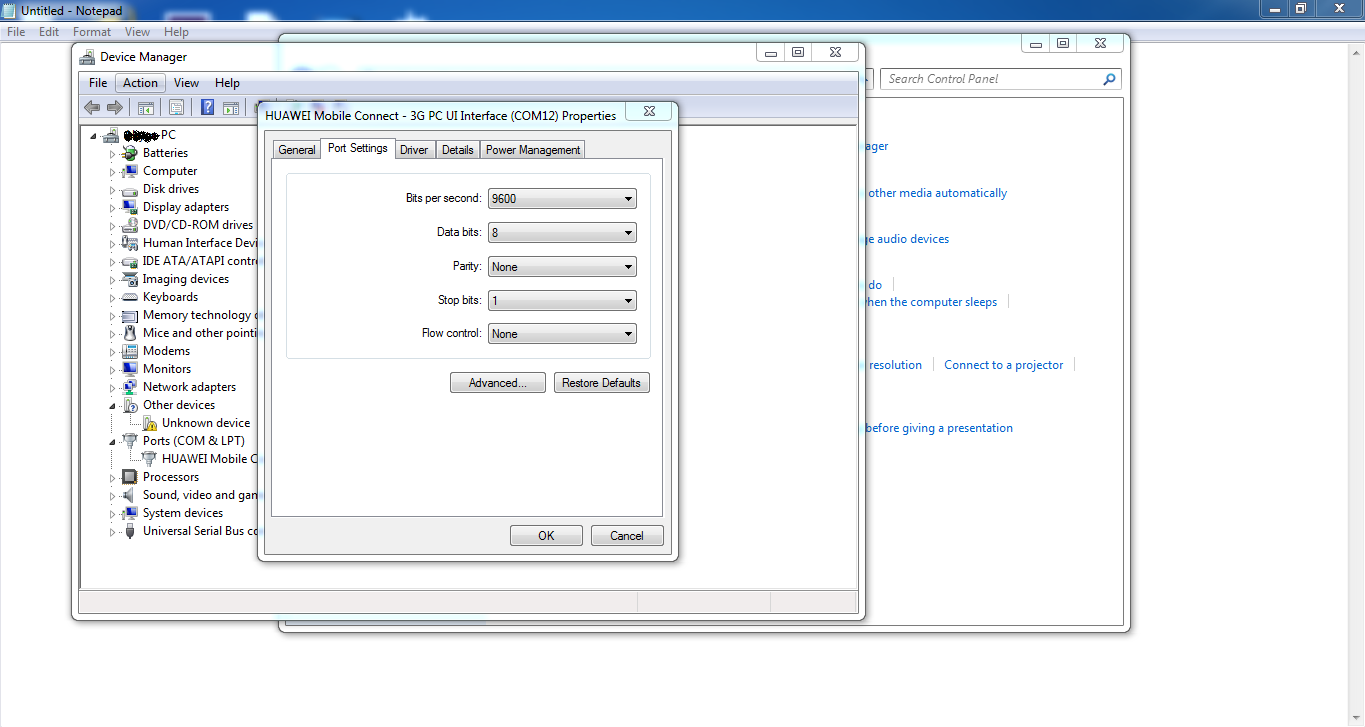 Untitled - Notepad
File Edit Format View Help
Device Manager
File Action View Help
Search Control Panel
HUAWEI Mobile Connect - 3G PC UI Interface (COM12) Properties
General Port Settings Driver Details Power Management
Bits per second: 9600
Data bits: 8
Parity: None
Stop bits: 1
Flow control: None
Advanced... Restore Defaults
OK Cancel
PC
Batteries
Computer
Disk drives
Display adapters
DVD/CD-ROM drives
Human Interface Devi
IDE ATA/ATAPI contro
Imaging devices
Keyboards
Memory technology
Mice and other pointi
Modems
Monitors
Network adapters
Other devices
Unknown device
Ports (COM & LPT)
HUAWEI Mobile C
Processors
Sound, video and gam
System devices
Universal Serial Bus co
ager
other media automatically
ge audio devices
do
hen the computer sleeps
resolution Connect to a projector
before giving a presentation